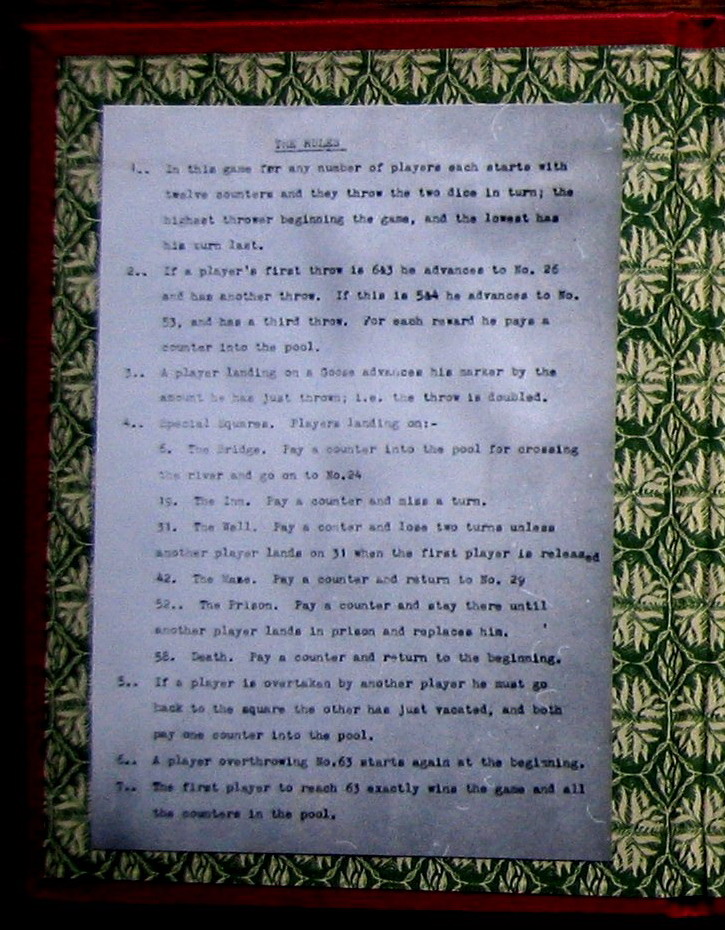 THE RULES
1.. In this game for any number of players each starts with
twelve counters and they throw the two dice in turn; the
highest thrower beginning the game, and the lowest has
his turn last.
2.. If a player's first throw is 6&3 he advances to No. 26
and has another throw. If this is 5&4 he advances to No.
53, and has a third throw. For each reward he pays a
counter into the pool.
3.. A player landing on a Goose advances his marker by the
amount he has just thrown; i.e. the throw is doubled.
4.. Special Squares. Players landing on:-
6. The Bridge. Pay a counter into the pool for crossing
the river and go on to No.24
19. The Inn. Pay a counter and miss a turn.
31. The Well. Pay a conter and lose two turns unless
another player lands on 31 when the first player is released
42. The Maze. Pay a counter and return to No. 29
52.. The Prison. Pay a counter and stay there until
another player lands in prison and replaces him.
58. Death. Pay a counter and return to the beginning.
5.. If a player is overtaken by another player he must go
back to the square the other has just vacated, and both
pay one counter into the pool.
6.. A player overthrowing No.63 starts again at the beginning.
7.. The first player to reach 63 exactly wins the game and all
the counters in the pool.